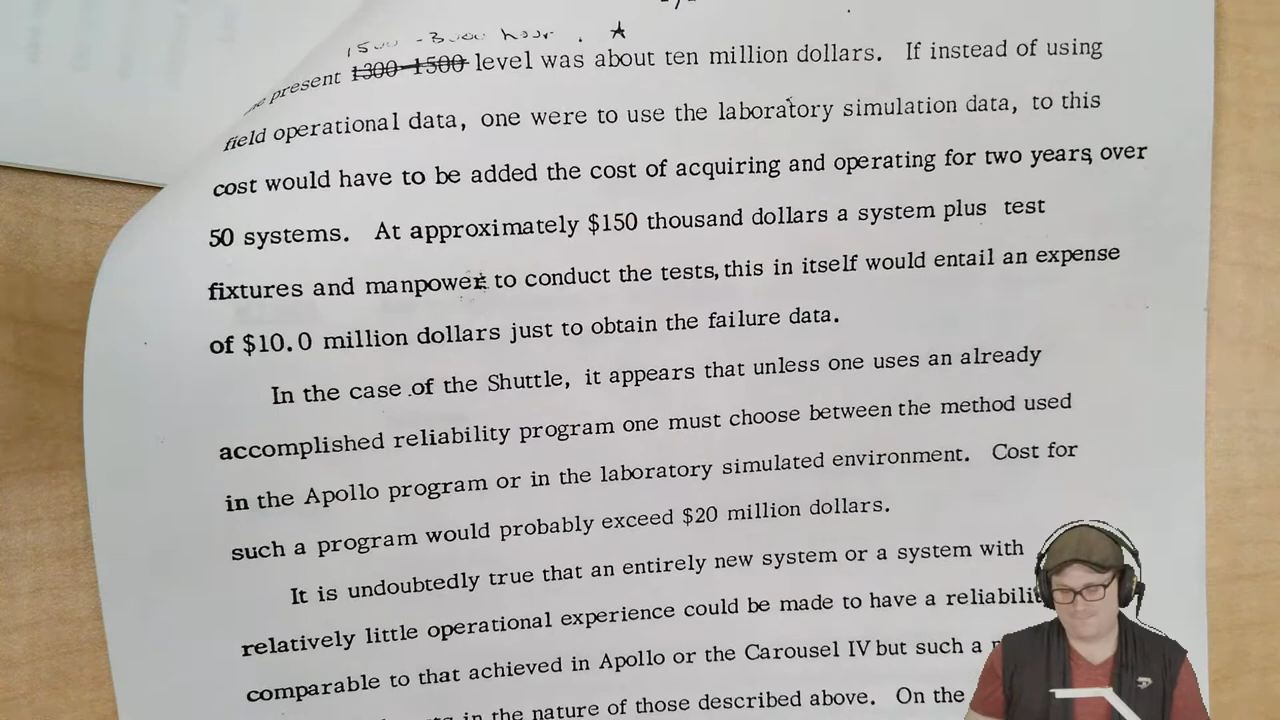 1500 - 3000 hour.
present 1300-1500 level was about ten million dollars. If instead of using
field operational data, one were to use the laboratory simulation data, to this
cost would have to be added the cost of acquiring and operating for two years, over
50 systems. At approximately $150 thousand dollars a system plus test
fixtures and manpower to conduct the tests, this in itself would entail an expense
of $10.0 million dollars just to obtain the failure data.
In the case of the Shuttle, it appears that unless one uses an already
accomplished reliability program one must choose between the method used
in the Apollo program or in the laboratory simulated environment. Cost for
such a program would probably exceed $20 million dollars.
It is undoubtedly true that an entirely new system or a system with
relatively little operational experience could be made to have a
comparable to that achieved in Apollo or the Carousel IV but such a
in the nature of those described above. On the